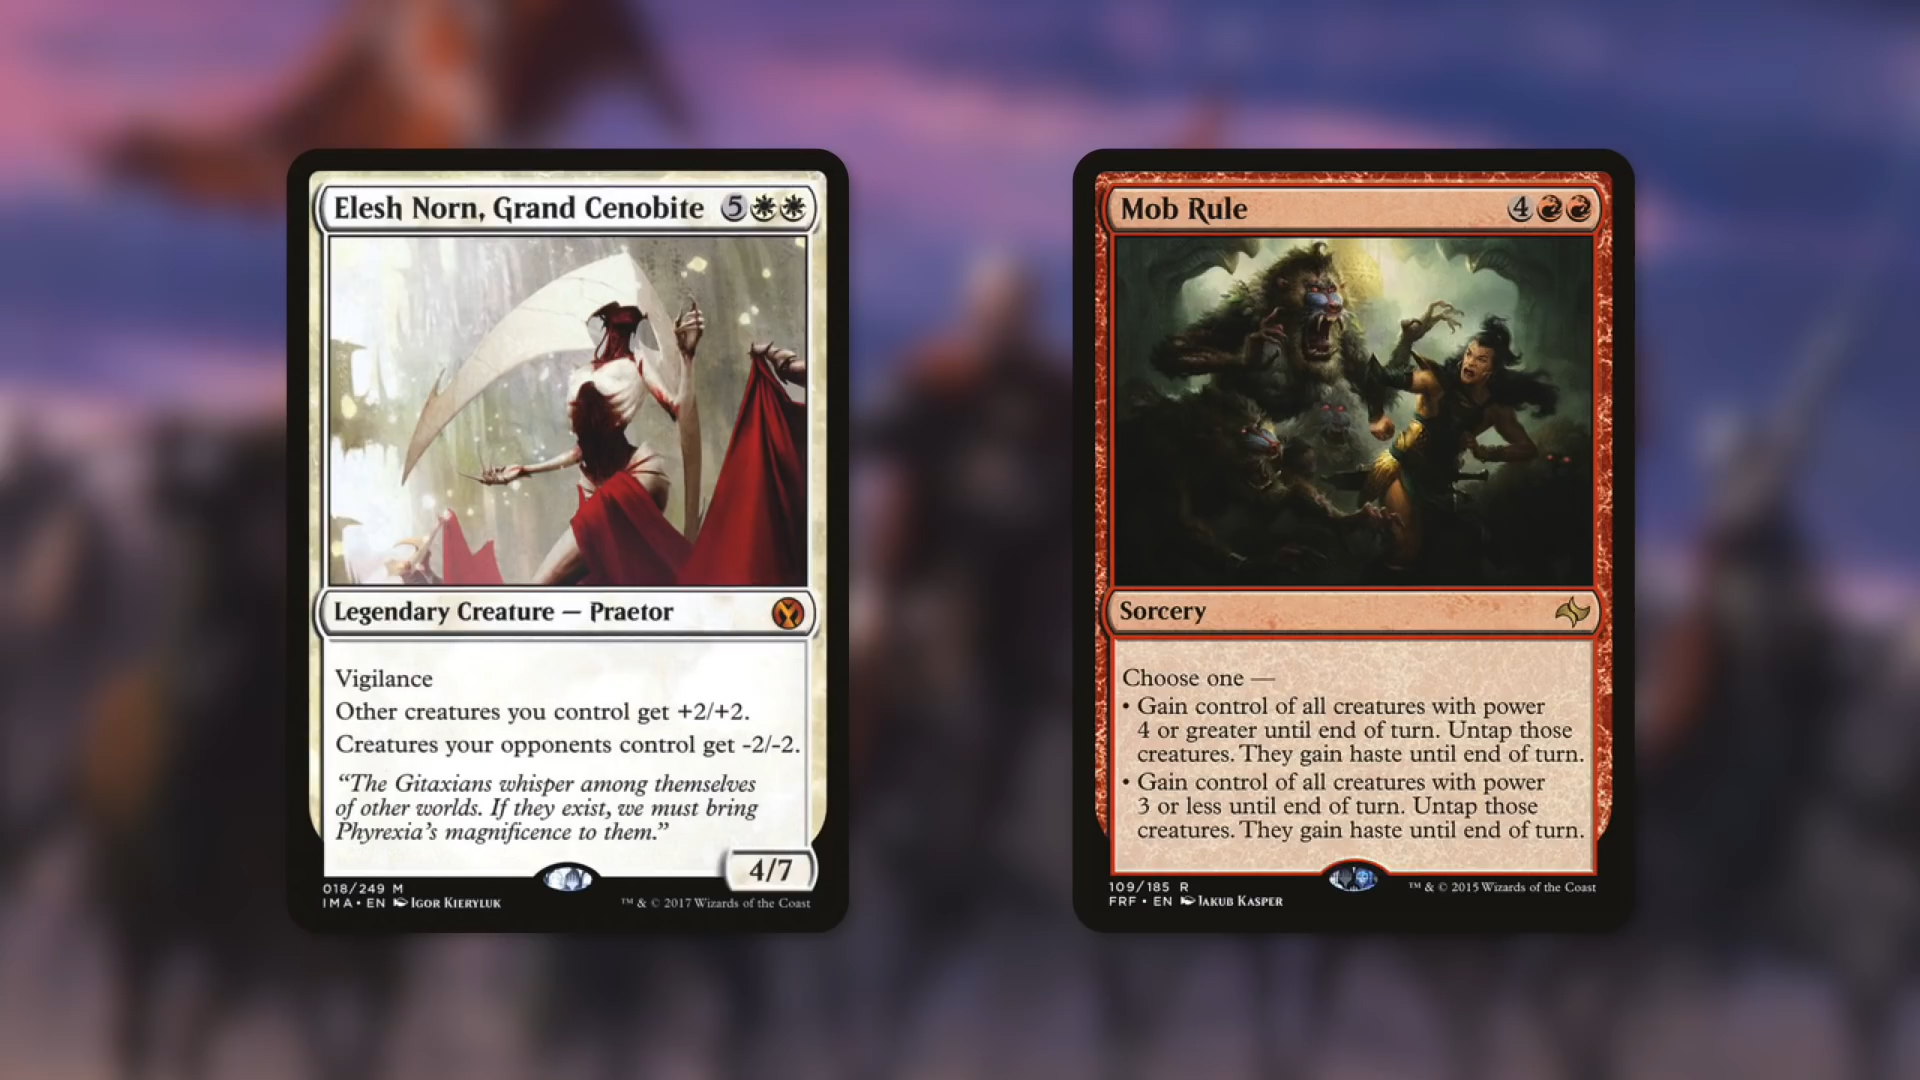 Elesh Norn, Grand Cenobite 5
Legendary Creature — Praetor
Vigilance
Other creatures you control get +2/+2.
Creatures your opponents control get -2/-2.
“The Gitaxians whisper among themselves
of other worlds. If they exist, we must bring
Phyrexia’s magnificence to them.”
4/7
018/249 M
IMA • EN IGOR KIERYLUK
™ & © 2017 Wizards of the Coast
Mob Rule 4
Sorcery
Choose one —
• Gain control of all creatures with power
4 or greater until end of turn. Untap those
creatures. They gain haste until end of turn.
• Gain control of all creatures with power
3 or less until end of turn. Untap those
creatures. They gain haste until end of turn.
109/185 R
FRF • EN JAKUB KASPER
™ & © 2015 Wizards of the Coast